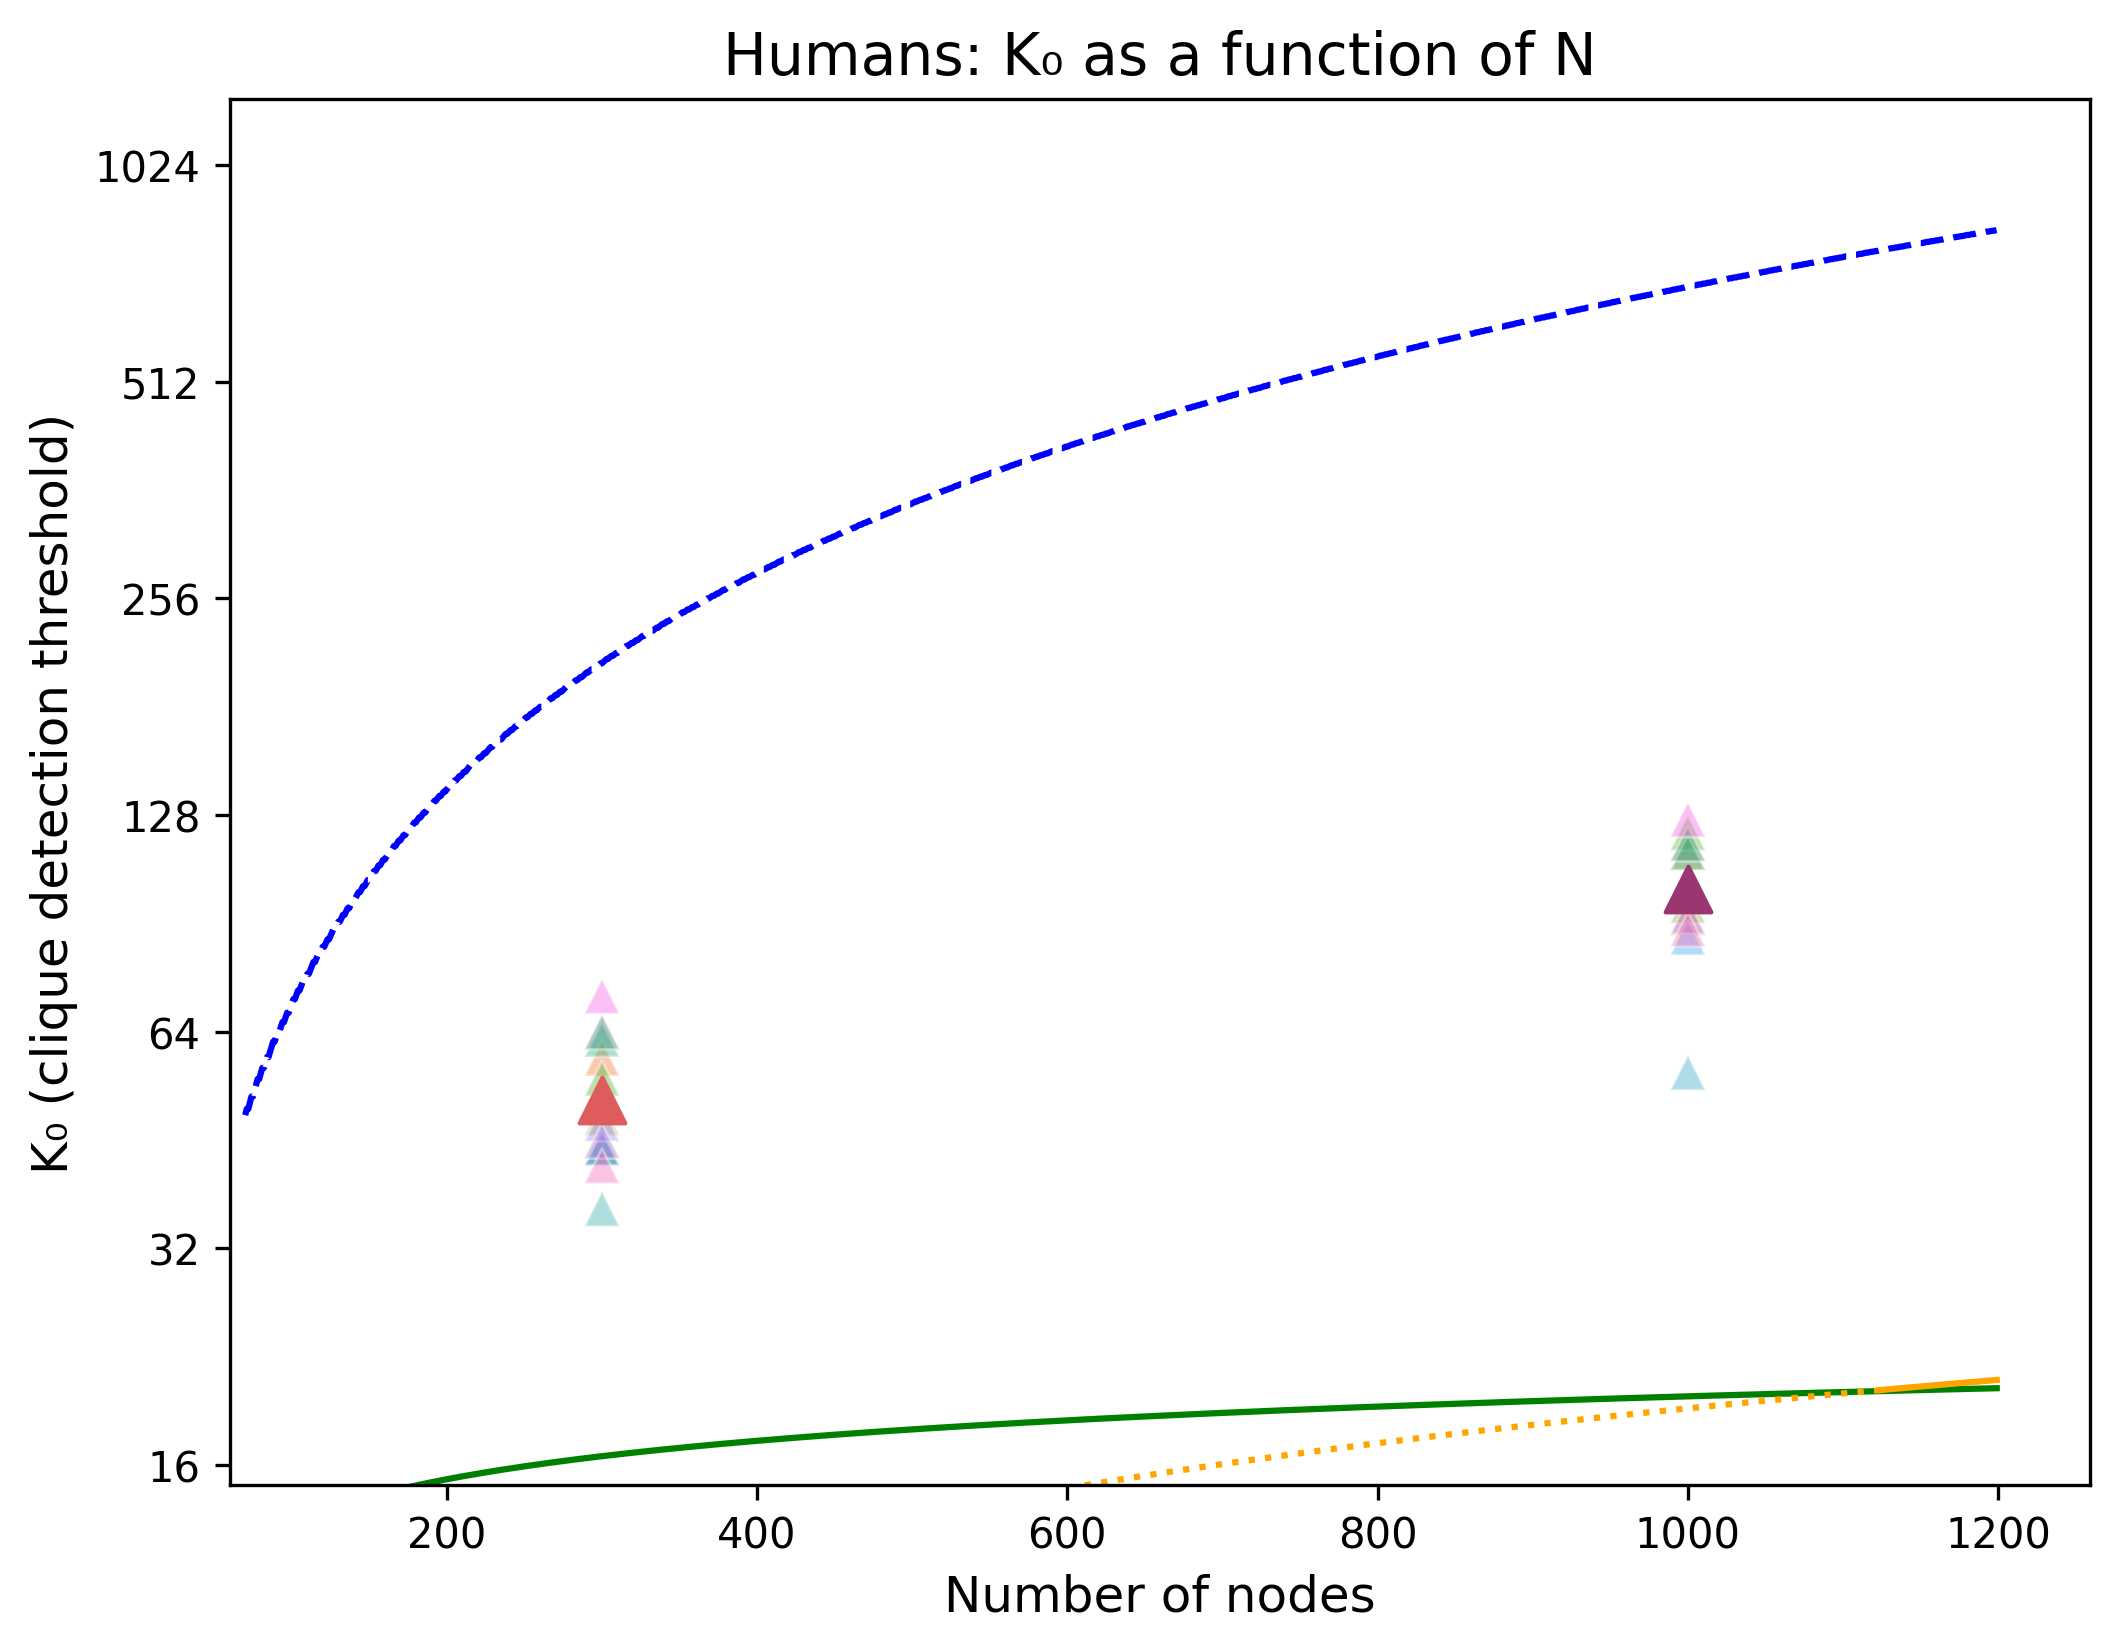 Humans: K₀ as a function of N
K₀ (clique detection threshold)
1024
512
256
128
64
32
16
200 400 600 800 1000 1200
Number of nodes